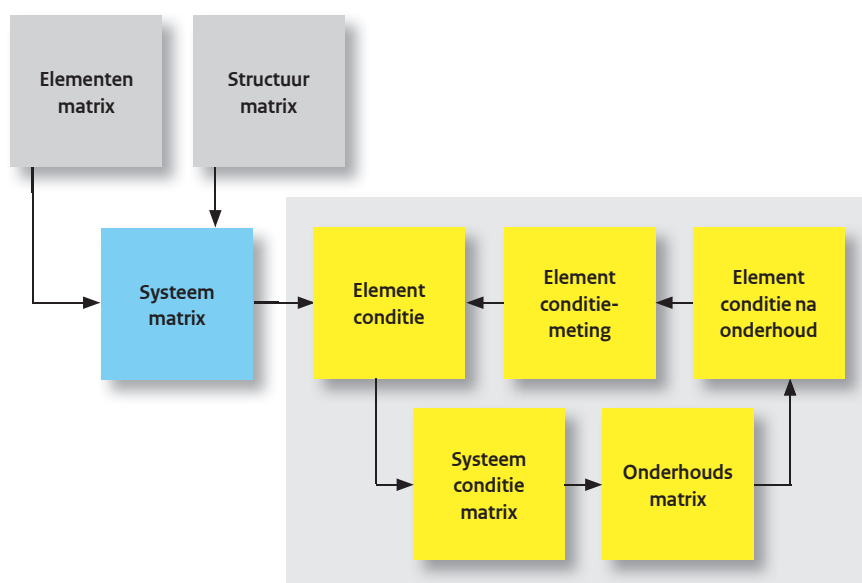 Elementen
matrix
Structuur
matrix
Systeem
matrix
Element
conditie
Element
conditie-
meting
Element
conditie na
onderhoud
Systeem
conditie
matrix
Onderhouds
matrix